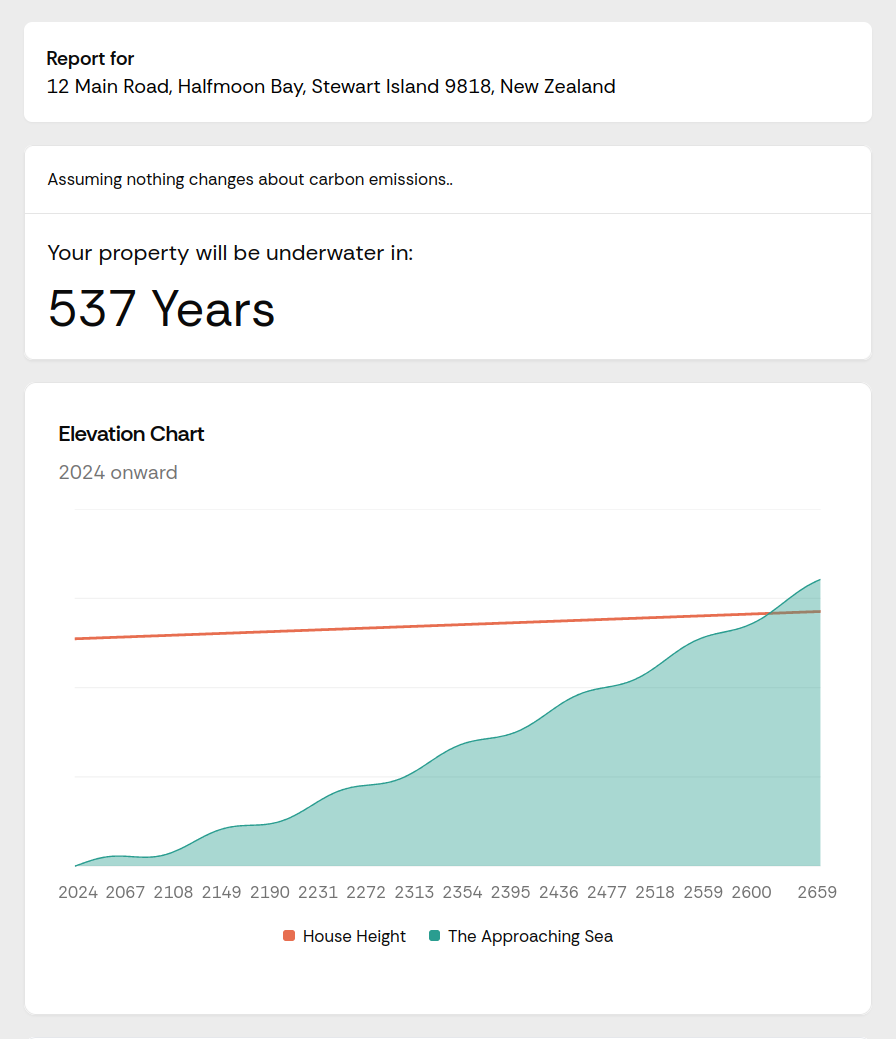 Report for
12 Main Road, Halfmoon Bay, Stewart Island 9818, New Zealand
Assuming nothing changes about carbon emissions..
Your property will be underwater in:
537 Years
Elevation Chart
2024 onward
2024 2067 2108 2149 2190 2231 2272 2313 2354 2395 2436 2477 2518 2559 2600 2659
House Height The Approaching Sea